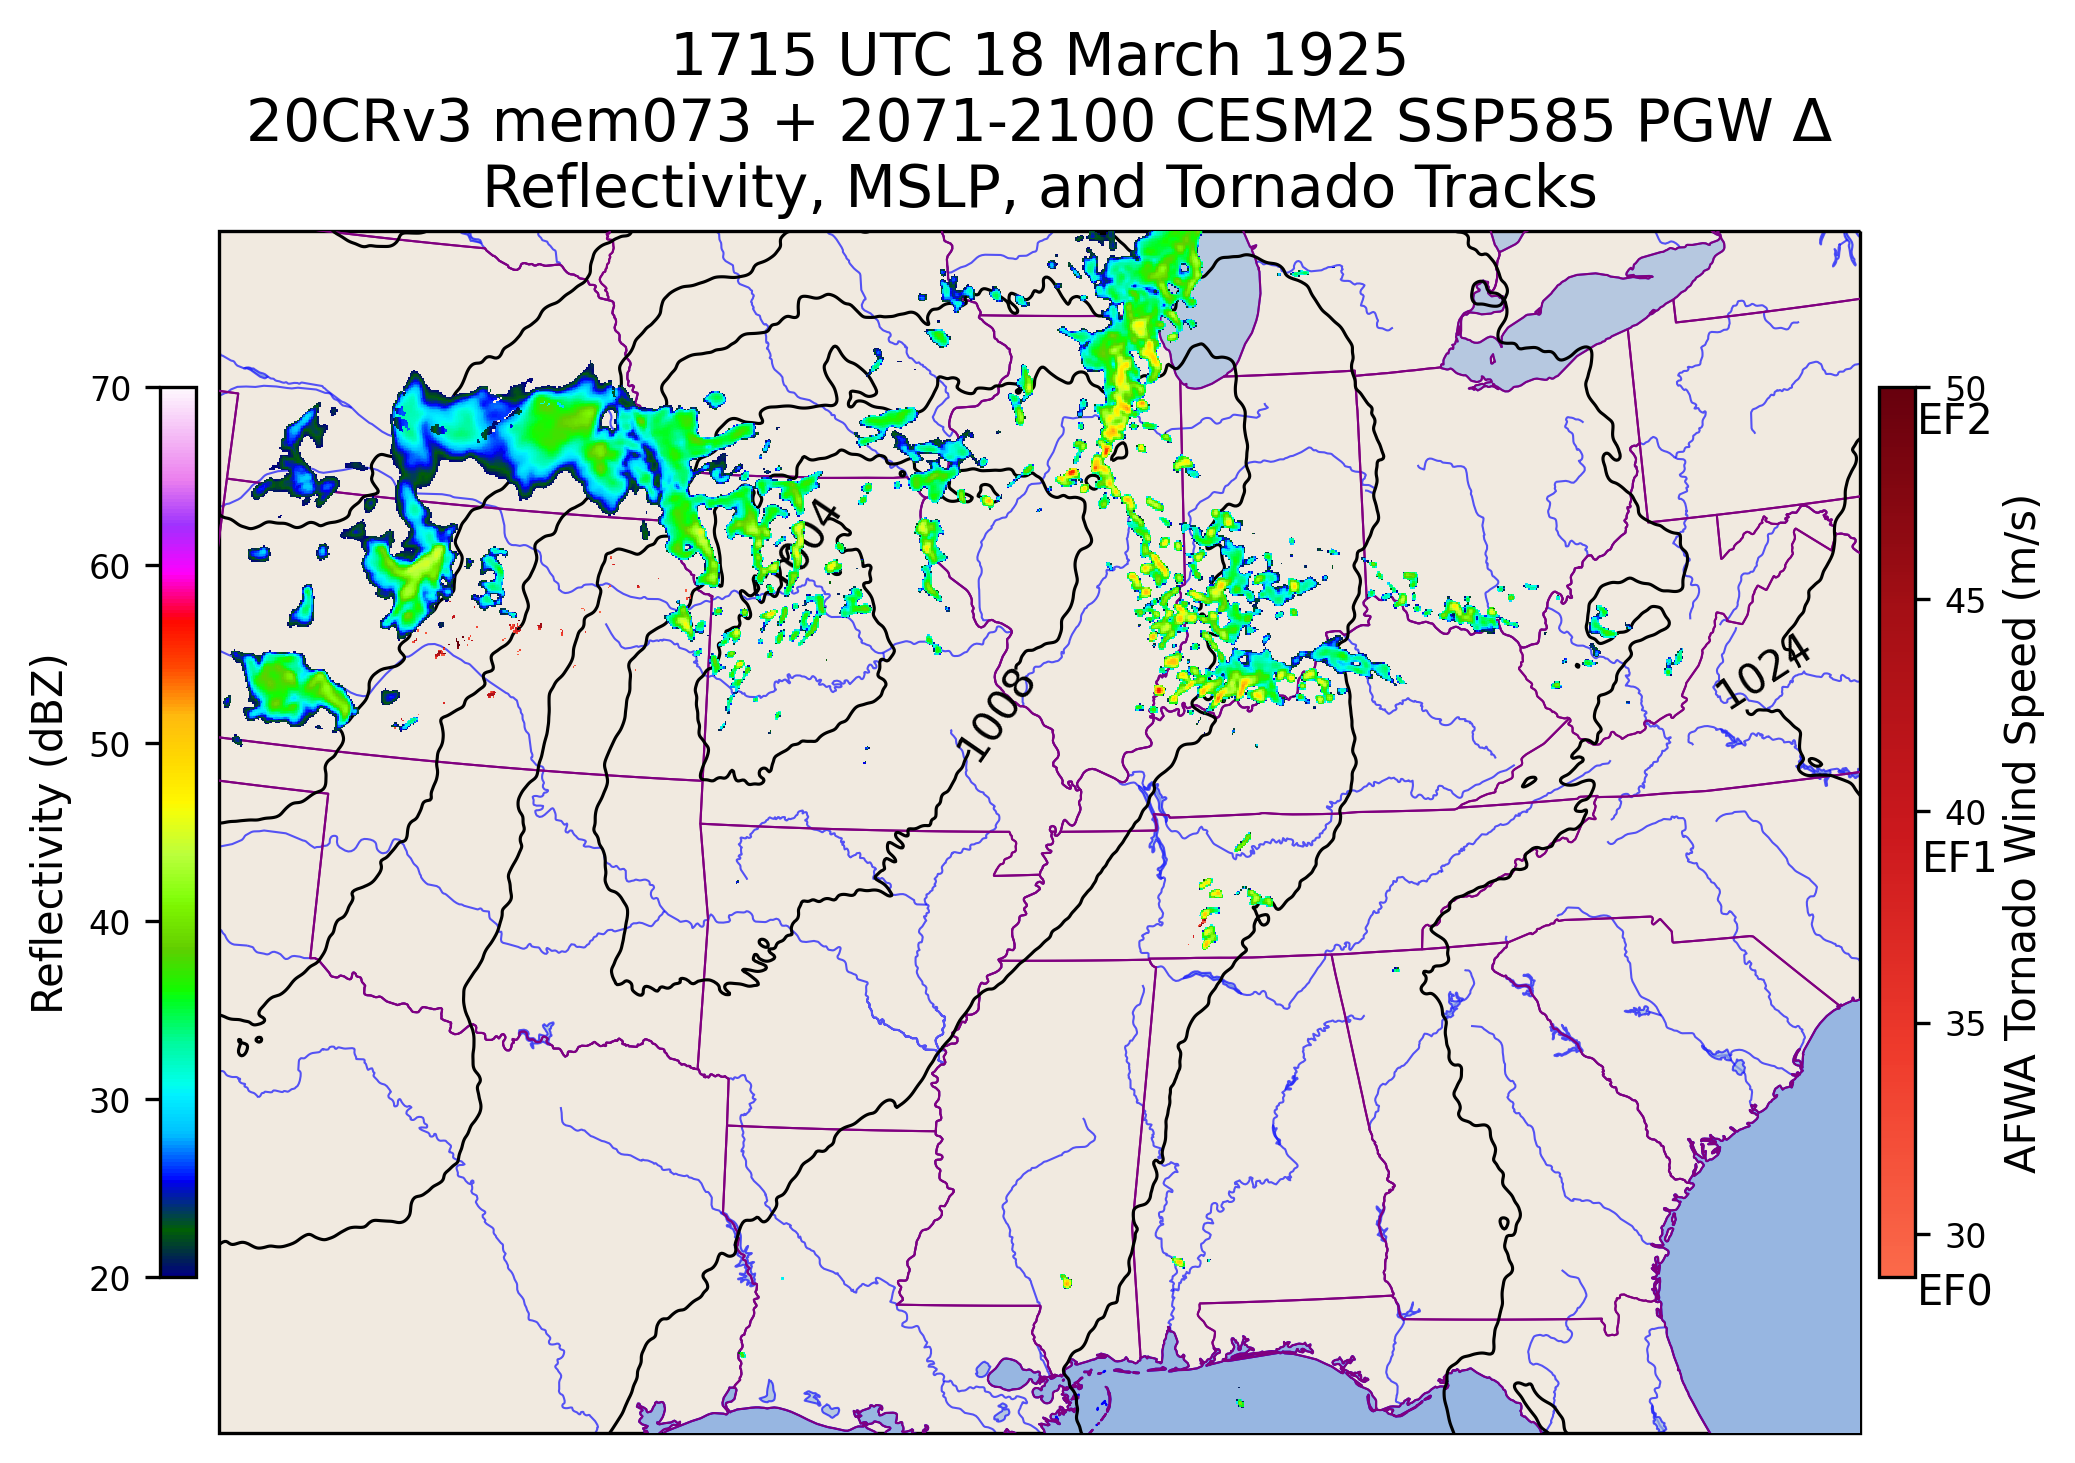 1715 UTC 18 March 1925
20CRv3 mem073 + 2071-2100 CESM2 SSP585 PGW Δ
Reflectivity, MSLP, and Tornado Tracks
Reflectivity (dBZ)
70
60
50
40
30
20
1004
1008
1024
50
EF2
45
40
EF1
35
30
EF0
AFWA Tornado Wind Speed (m/s)